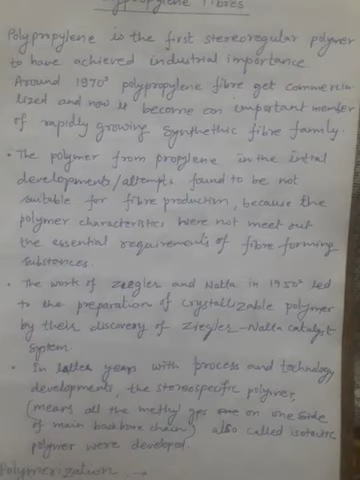 Polypropylene Fibres
Polypropylene is the first stereoregular polymer
to have achieved industrial importance.
Around 1970s polypropylene fibre get commercia-
lized and now is become an important member
of rapidly growing Synthethic fibre family.
• The polymer from propylene in the intial
developments/attempts found to be not
suitable for fibre production, because the
polymer characteristics were not meet out
the essential requirements of fibre-forming
substances.
• The work of Ziegler and Natta in 1950s led
to the preparation of crystallizable polymer
by their discovery of Ziegler-Natta catalyst
system.
• In latter years with process and technology
developments, the stereospecific polymer,
(means all the methyl gps are on one side
of main backbone chain) also called isotactic
polymer were developed.
Polymerization →